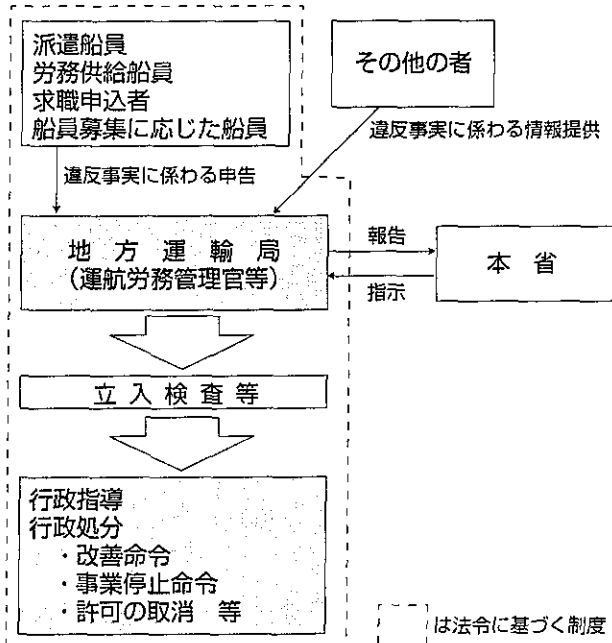 派遣船員
労務供給船員
求職申込者
船員募集に応じた船員
その他の者
違反事実に係わる申告
違反事実に係わる情報提供
地方運輸局
(運航労務管理官等)
報告
指示
本省
立入検査等
行政指導
行政処分
・改善命令
・事業停止命令
・許可の取消 等
は法令に基づく制度